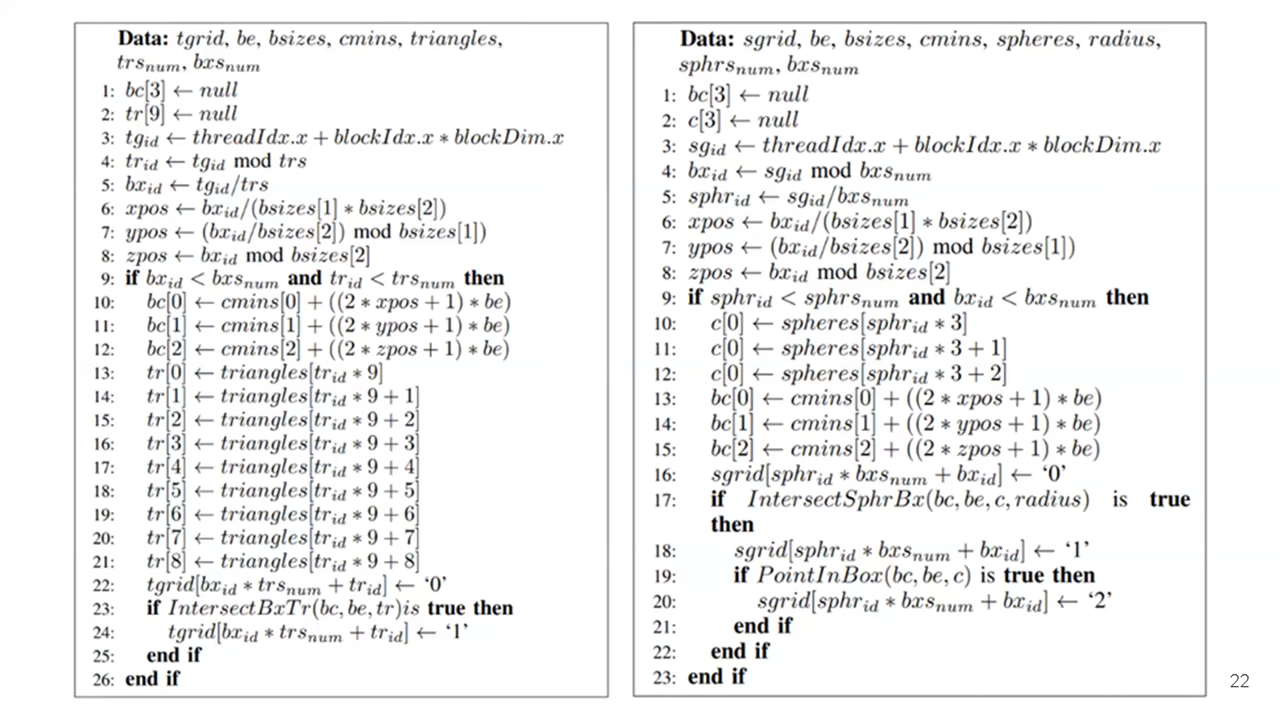 Data: tgrid, be, bsizes, cmins, triangles,
trs_num, bxs_num
1: bc[3] ← null
2: tr[9] ← null
3: tg_id ← threadIdx.x + blockIdx.x * blockDim.x
4: tr_id ← tg_id mod trs
5: bx_id ← tg_id/trs
6: xpos ← bx_id/(bsizes[1] * bsizes[2])
7: ypos ← (bx_id/bsizes[2]) mod bsizes[1])
8: zpos ← bx_id mod bsizes[2]
9: if bx_id < bxs_num and tr_id < trs_num then
10: bc[0] ← cmins[0] + ((2 * xpos + 1) * be)
11: bc[1] ← cmins[1] + ((2 * ypos + 1) * be)
12: bc[2] ← cmins[2] + ((2 * zpos + 1) * be)
13: tr[0] ← triangles[tr_id * 9]
14: tr[1] ← triangles[tr_id * 9 + 1]
15: tr[2] ← triangles[tr_id * 9 + 2]
16: tr[3] ← triangles[tr_id * 9 + 3]
17: tr[4] ← triangles[tr_id * 9 + 4]
18: tr[5] ← triangles[tr_id * 9 + 5]
19: tr[6] ← triangles[tr_id * 9 + 6]
20: tr[7] ← triangles[tr_id * 9 + 7]
21: tr[8] ← triangles[tr_id * 9 + 8]
22: tgrid[bx_id * trs_num + tr_id] ← ‘0’
23: if IntersectBxTr(bc, be, tr)is true then
24: tgrid[bx_id * trs_num + tr_id] ← ‘1’
25: end if
26: end if
Data: sgrid, be, bsizes, cmins, spheres, radius,
sphrs_num, bxs_num
1: bc[3] ← null
2: c[3] ← null
3: sg_id ← threadIdx.x + blockIdx.x * blockDim.x
4: bx_id ← sg_id mod bxs_num
5: sphr_id ← sg_id/bxs_num
6: xpos ← bx_id/(bsizes[1] * bsizes[2])
7: ypos ← (bx_id/bsizes[2]) mod bsizes[1])
8: zpos ← bx_id mod bsizes[2]
9: if sphr_id < sphrs_num and bx_id < bxs_num then
10: c[0] ← spheres[sphr_id * 3]
11: c[0] ← spheres[sphr_id * 3 + 1]
12: c[0] ← spheres[sphr_id * 3 + 2]
13: bc[0] ← cmins[0] + ((2 * xpos + 1) * be)
14: bc[1] ← cmins[1] + ((2 * ypos + 1) * be)
15: bc[2] ← cmins[2] + ((2 * zpos + 1) * be)
16: sgrid[sphr_id * bxs_num + bx_id] ← ‘0’
17: if IntersectSphrBx(bc, be, c, radius) is true
then
18: sgrid[sphr_id * bxs_num + bx_id] ← ‘1’
19: if PointInBox(bc, be, c) is true then
20: sgrid[sphr_id * bxs_num + bx_id] ← ‘2’
21: end if
22: end if
23: end if
22